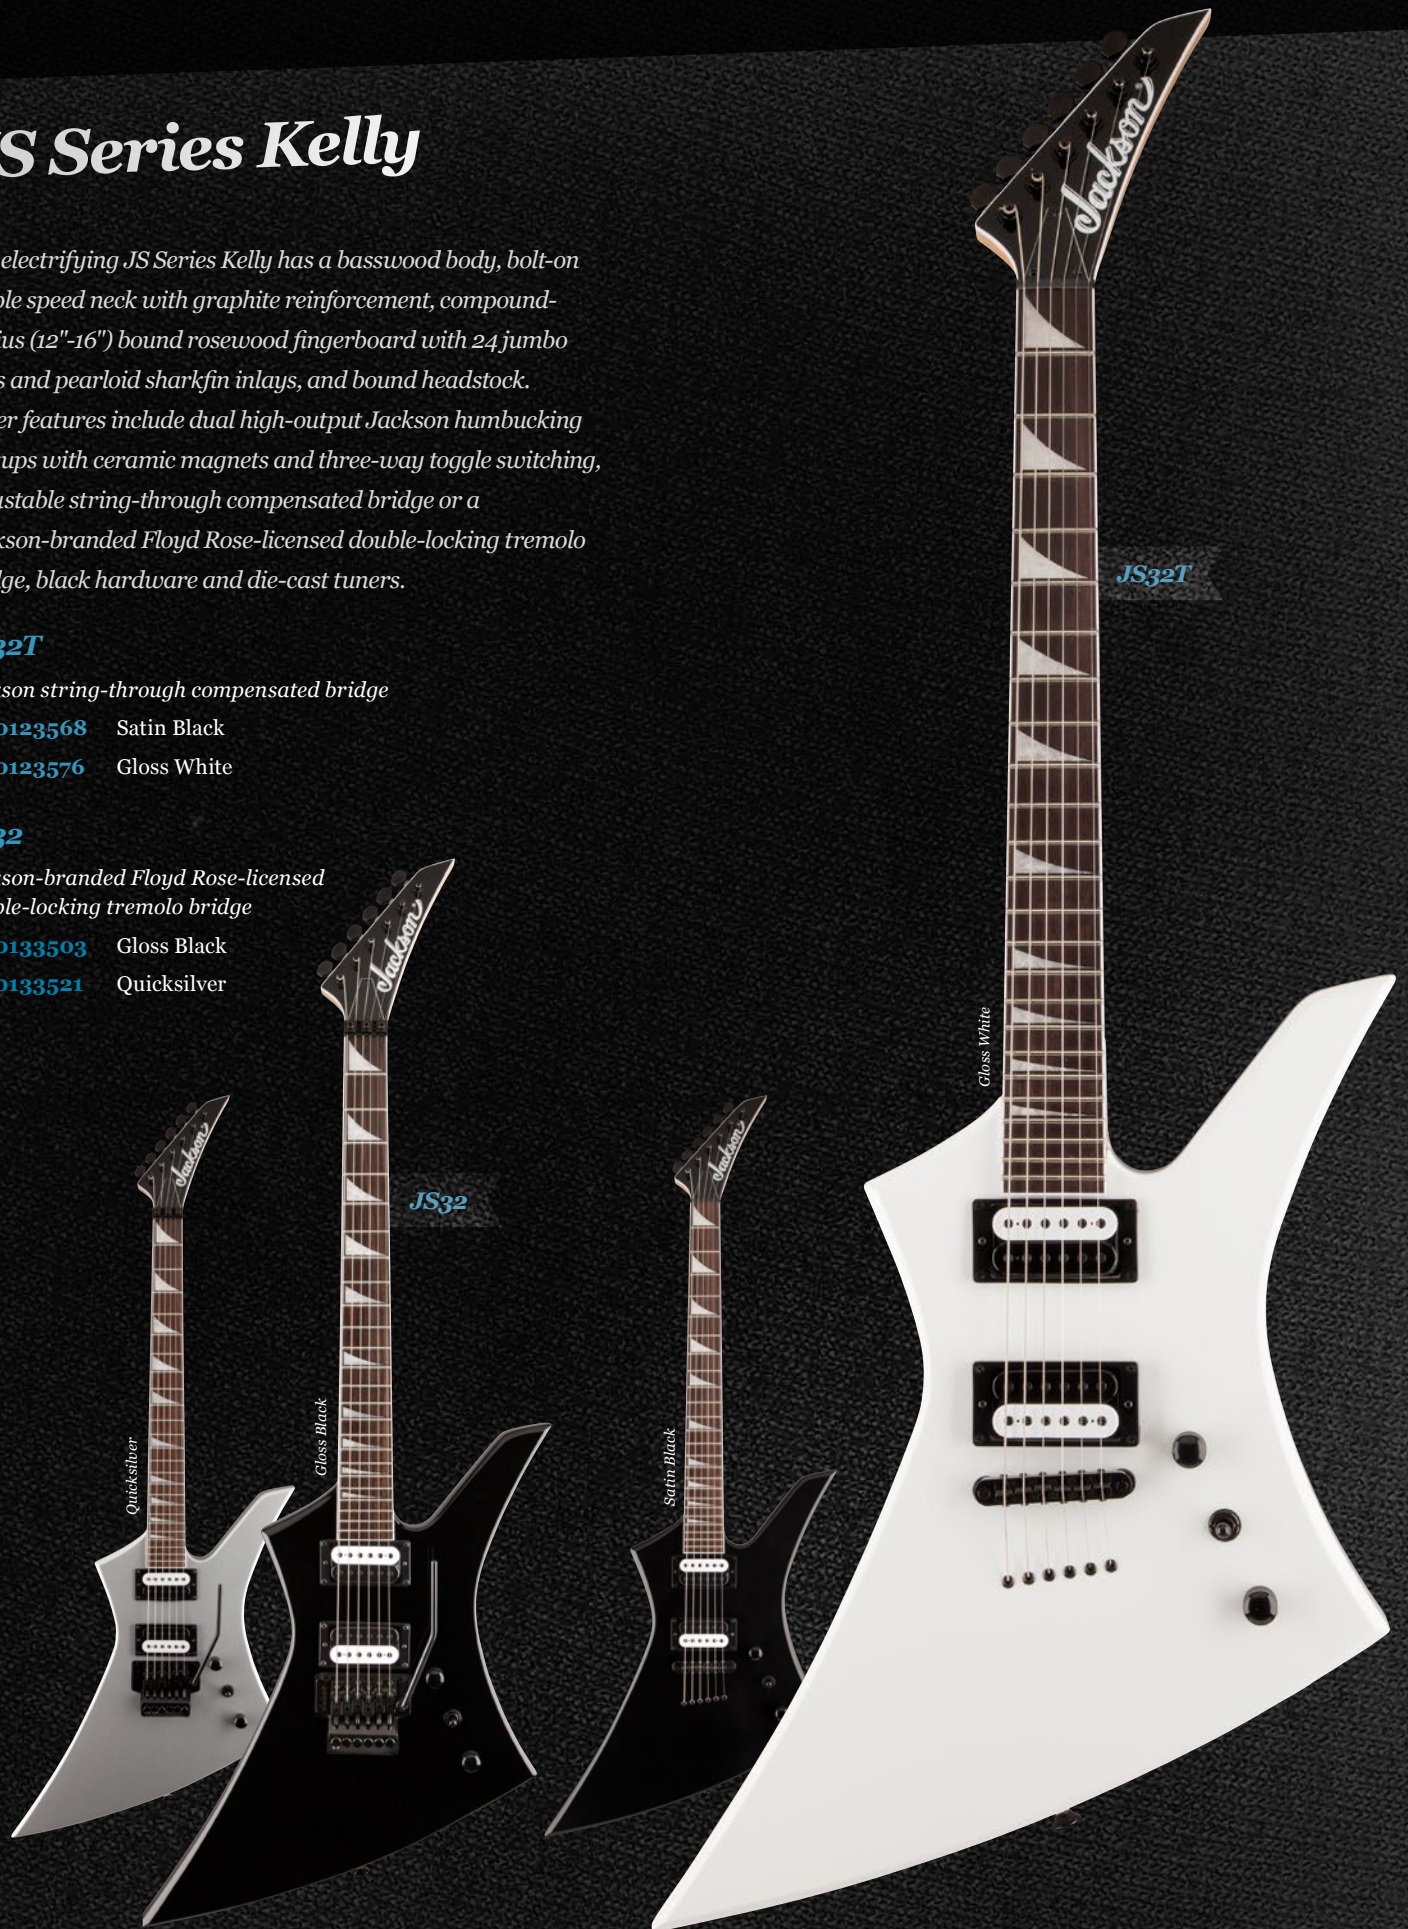 S Series Kelly
electrifying JS Series Kelly has a basswood body, bolt-on
ple speed neck with graphite reinforcement, compound-
ius (12"-16") bound rosewood fingerboard with 24 jumbo
s and pearloid sharkfin inlays, and bound headstock.
er features include dual high-output Jackson humbucking
ups with ceramic magnets and three-way toggle switching,
ustable string-through compensated bridge or a
kson-branded Floyd Rose-licensed double-locking tremolo
dge, black hardware and die-cast tuners.
32T
son string-through compensated bridge
0123568 Satin Black
0123576 Gloss White
32
son-branded Floyd Rose-licensed
ble-locking tremolo bridge
0133503 Gloss Black
0133521 Quicksilver
Jackson
JS32T
Gloss White
Jackson
JS32
Gloss Black
Jackson
Quicksilver
Jackson
Satin Black